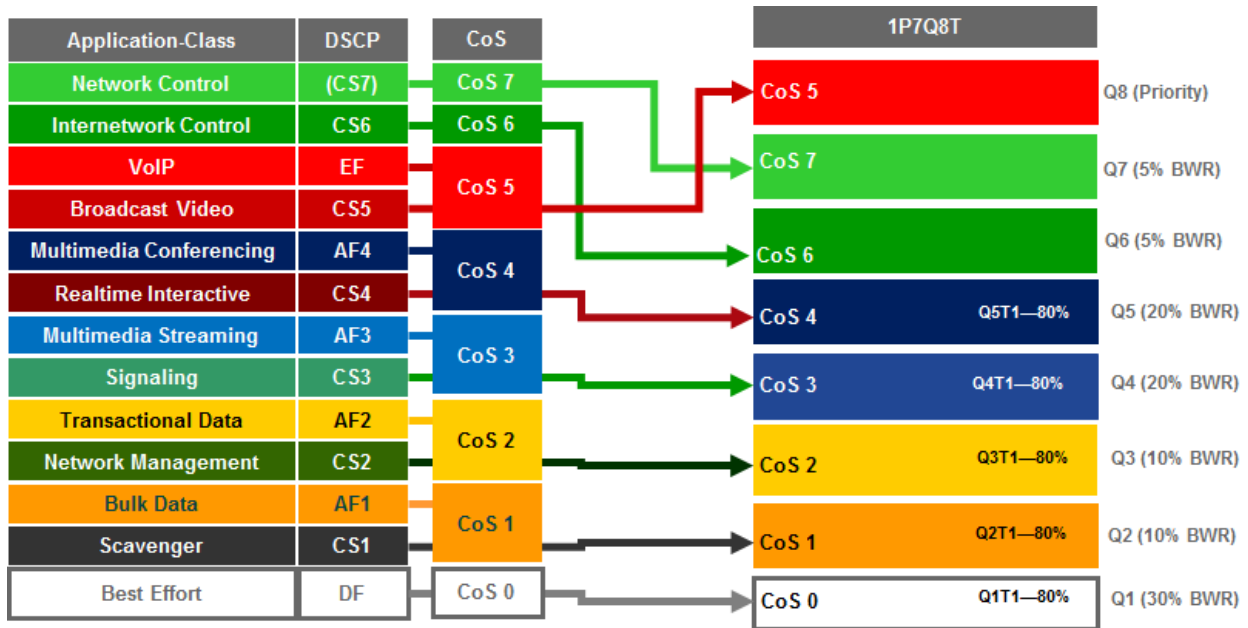 Application-Class DSCP CoS 1P7Q8T
Network Control (CS7) CoS 7
Internetwork Control CS6 CoS 6
VoIP EF CoS 5
Broadcast Video CS5
Multimedia Conferencing AF4 CoS 4
Realtime Interactive CS4
Multimedia Streaming AF3 CoS 3
Signaling CS3
Transactional Data AF2 CoS 2
Network Management CS2
Bulk Data AF1 CoS 1
Scavenger CS1
Best Effort DF CoS 0
CoS 5 Q8 (Priority)
CoS 7 Q7 (5% BWR)
CoS 6 Q6 (5% BWR)
CoS 4 Q5T1—80% Q5 (20% BWR)
CoS 3 Q4T1—80% Q4 (20% BWR)
CoS 2 Q3T1—80% Q3 (10% BWR)
CoS 1 Q2T1—80% Q2 (10% BWR)
CoS 0 Q1T1—80% Q1 (30% BWR)